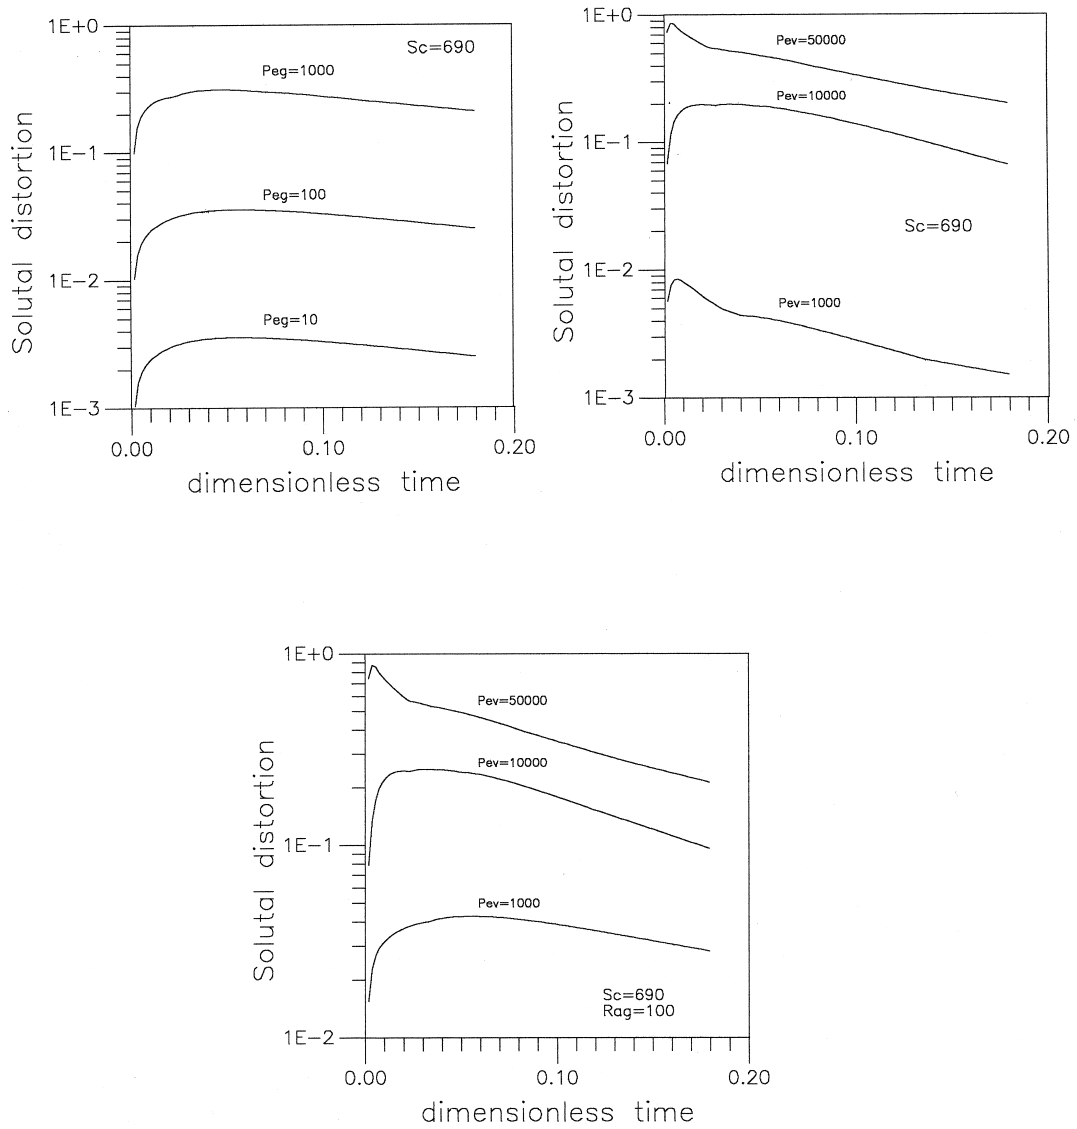 1E+0
Sc=690
Peg=1000
1E−1
Peg=100
1E−2
Peg=10
1E−3
0.00
0.10
0.20
dimensionless time
Solutal distortion
1E+0
Pev=50000
Pev=10000
1E−1
Sc=690
1E−2
Pev=1000
1E−3
0.00
0.10
0.20
dimensionless time
Solutal distortion
1E+0
Pev=50000
Pev=10000
1E−1
Pev=1000
Sc=690
Rag=100
1E−2
0.00
0.10
0.20
dimensionless time
Solutal distortion